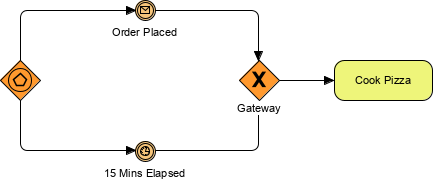 Order Placed
X
Gateway
Cook Pizza
15 Mins Elapsed